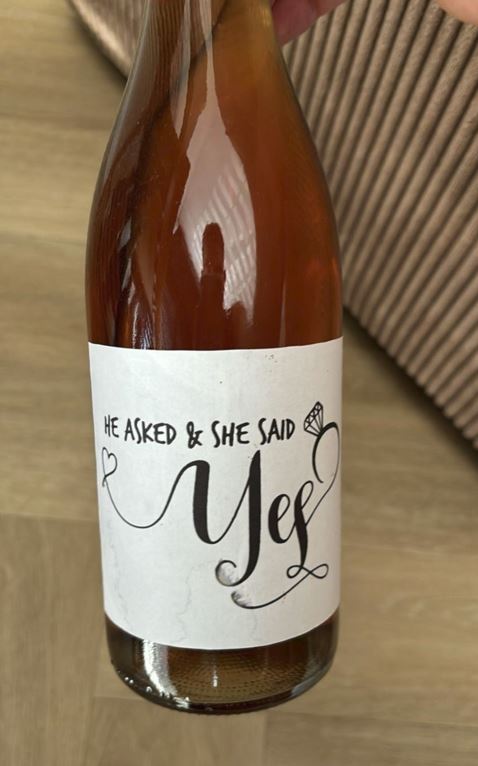 HE ASKED & SHE SAID
Yes